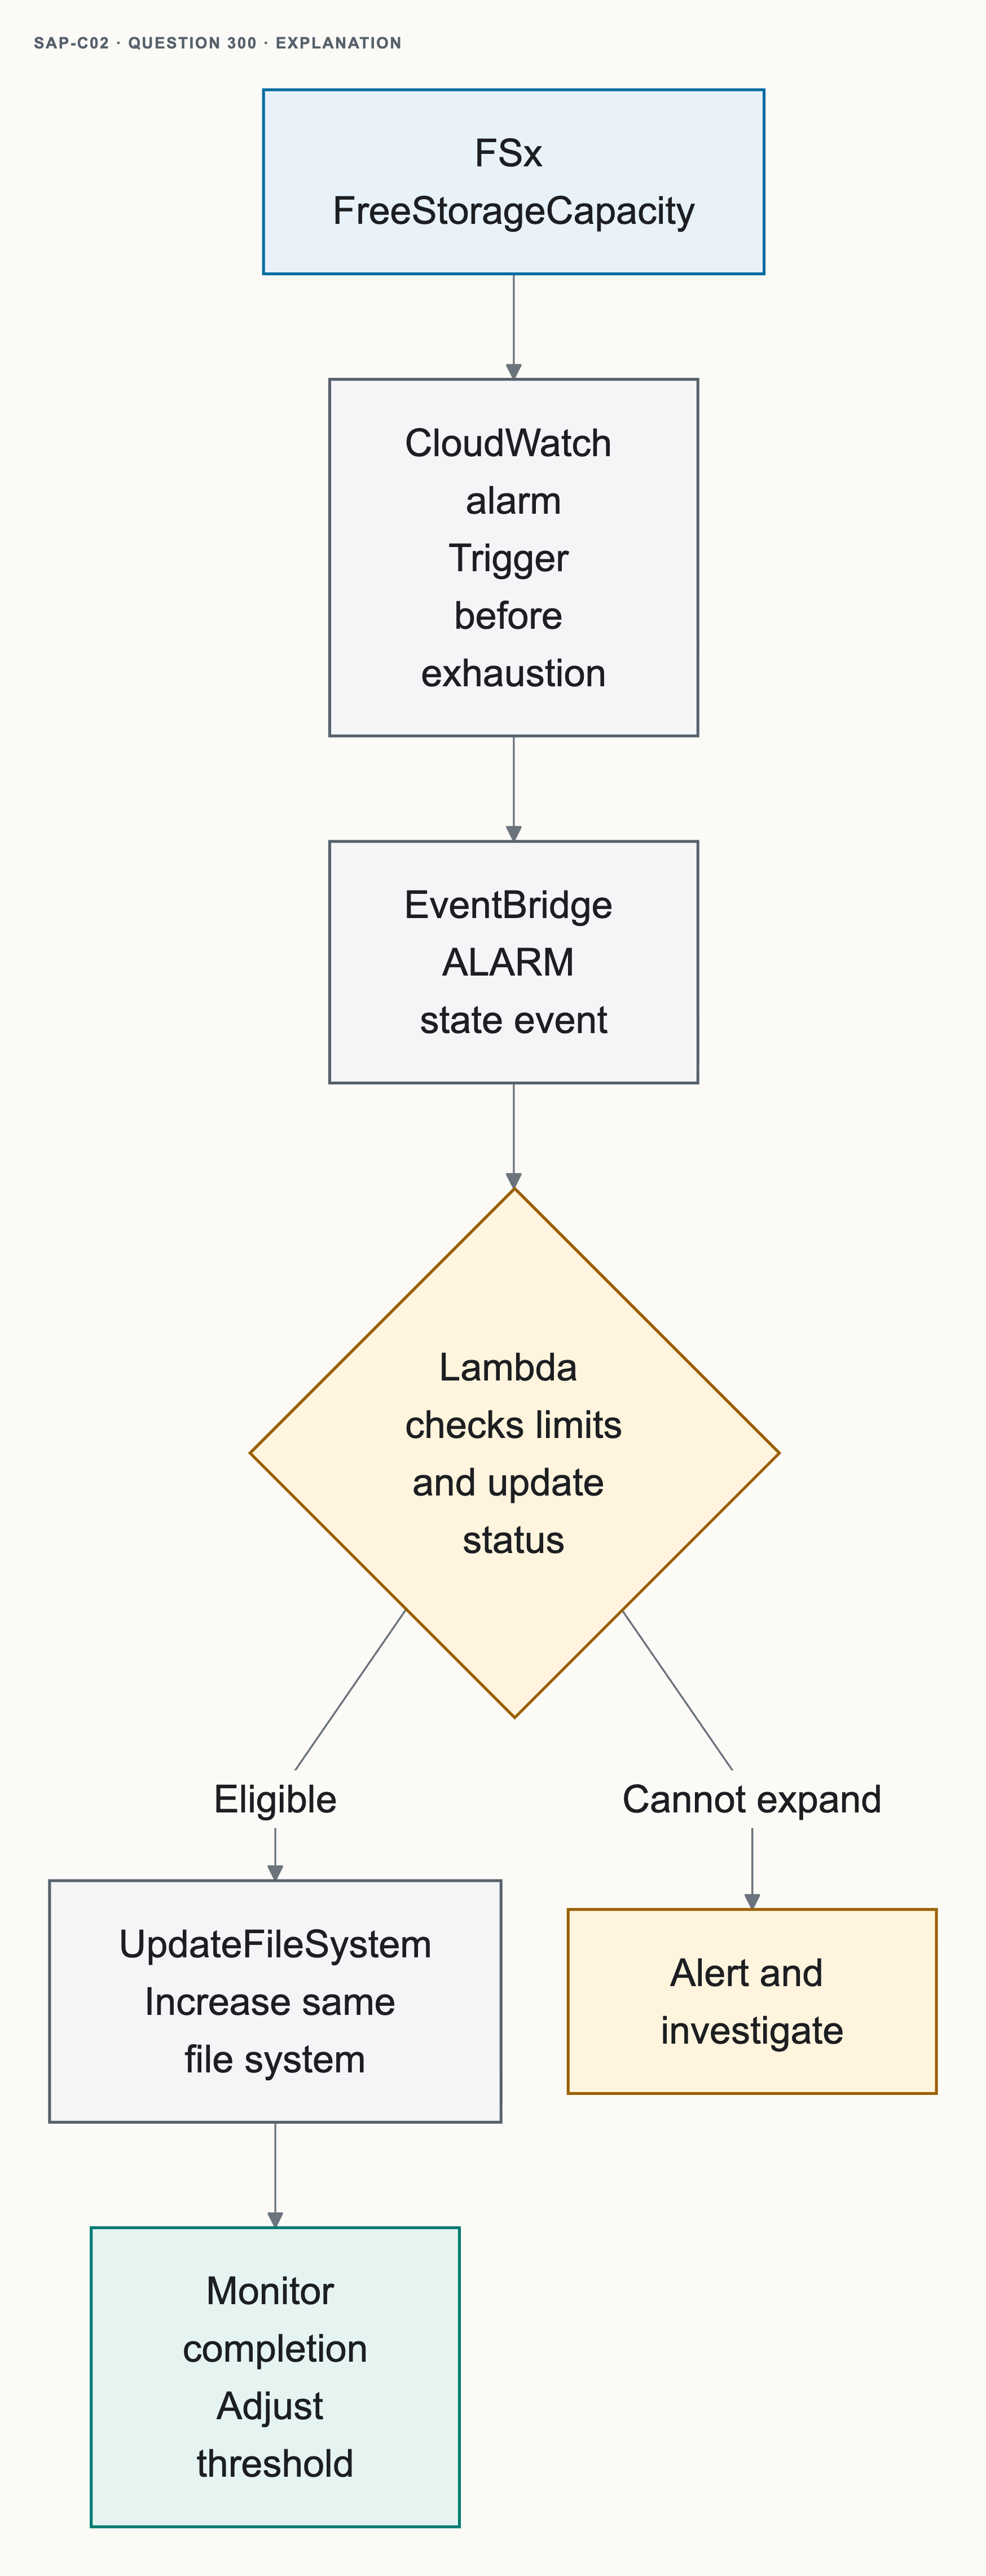 SAP-C02 · QUESTION 300 · EXPLANATION
FSx
FreeStorageCapacity
CloudWatch
alarm
Trigger
before
exhaustion
EventBridge
ALARM
state event
Lambda
checks limits
and update
status
Eligible
Cannot expand
UpdateFileSystem
Increase same
file system
Alert and
investigate
Monitor
completion
Adjust
threshold